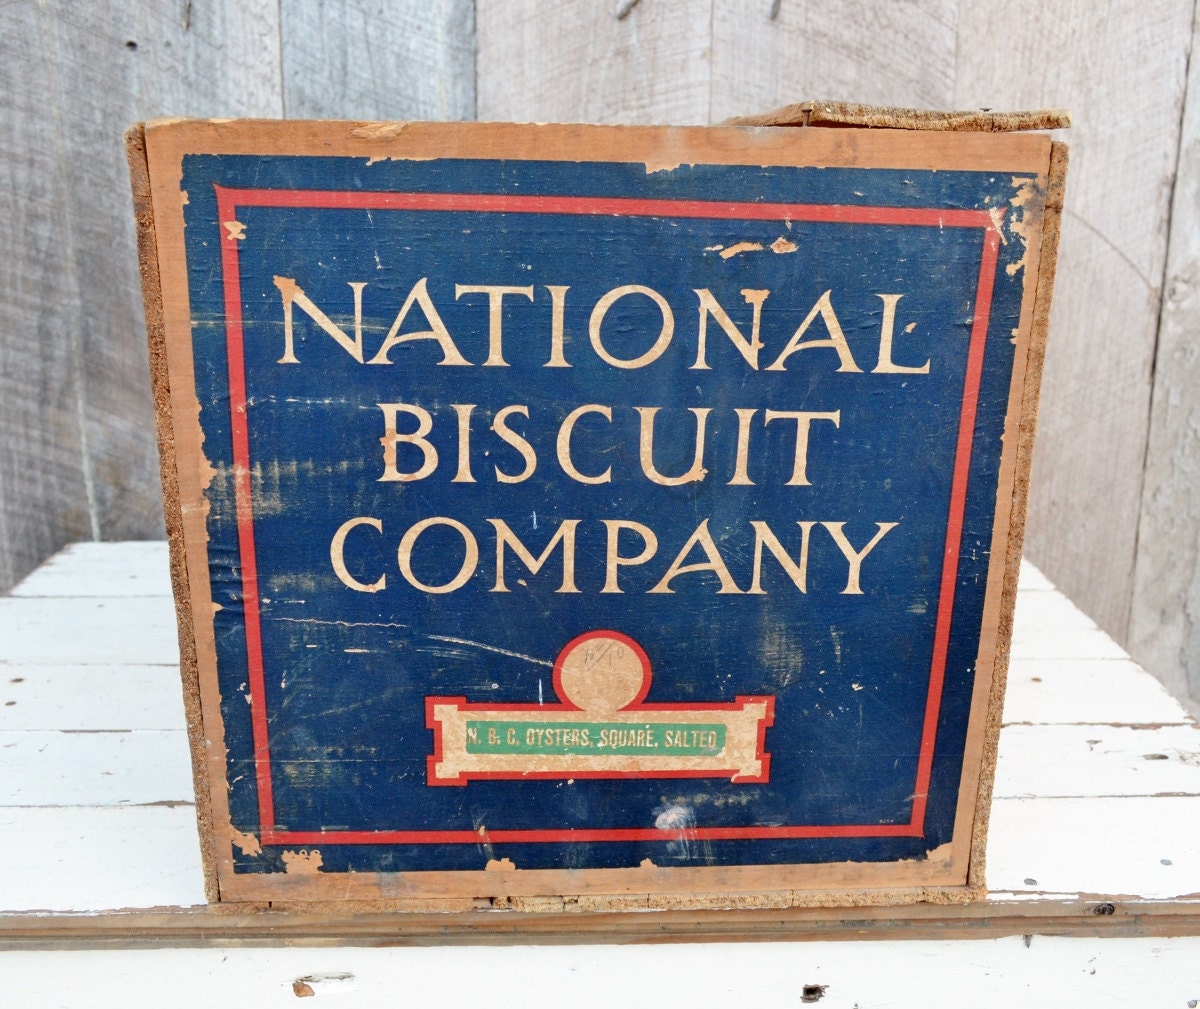 NATIONAL
BISCUIT
COMPANY
N. B. C. OYSTERS, SQUARE, SALTED